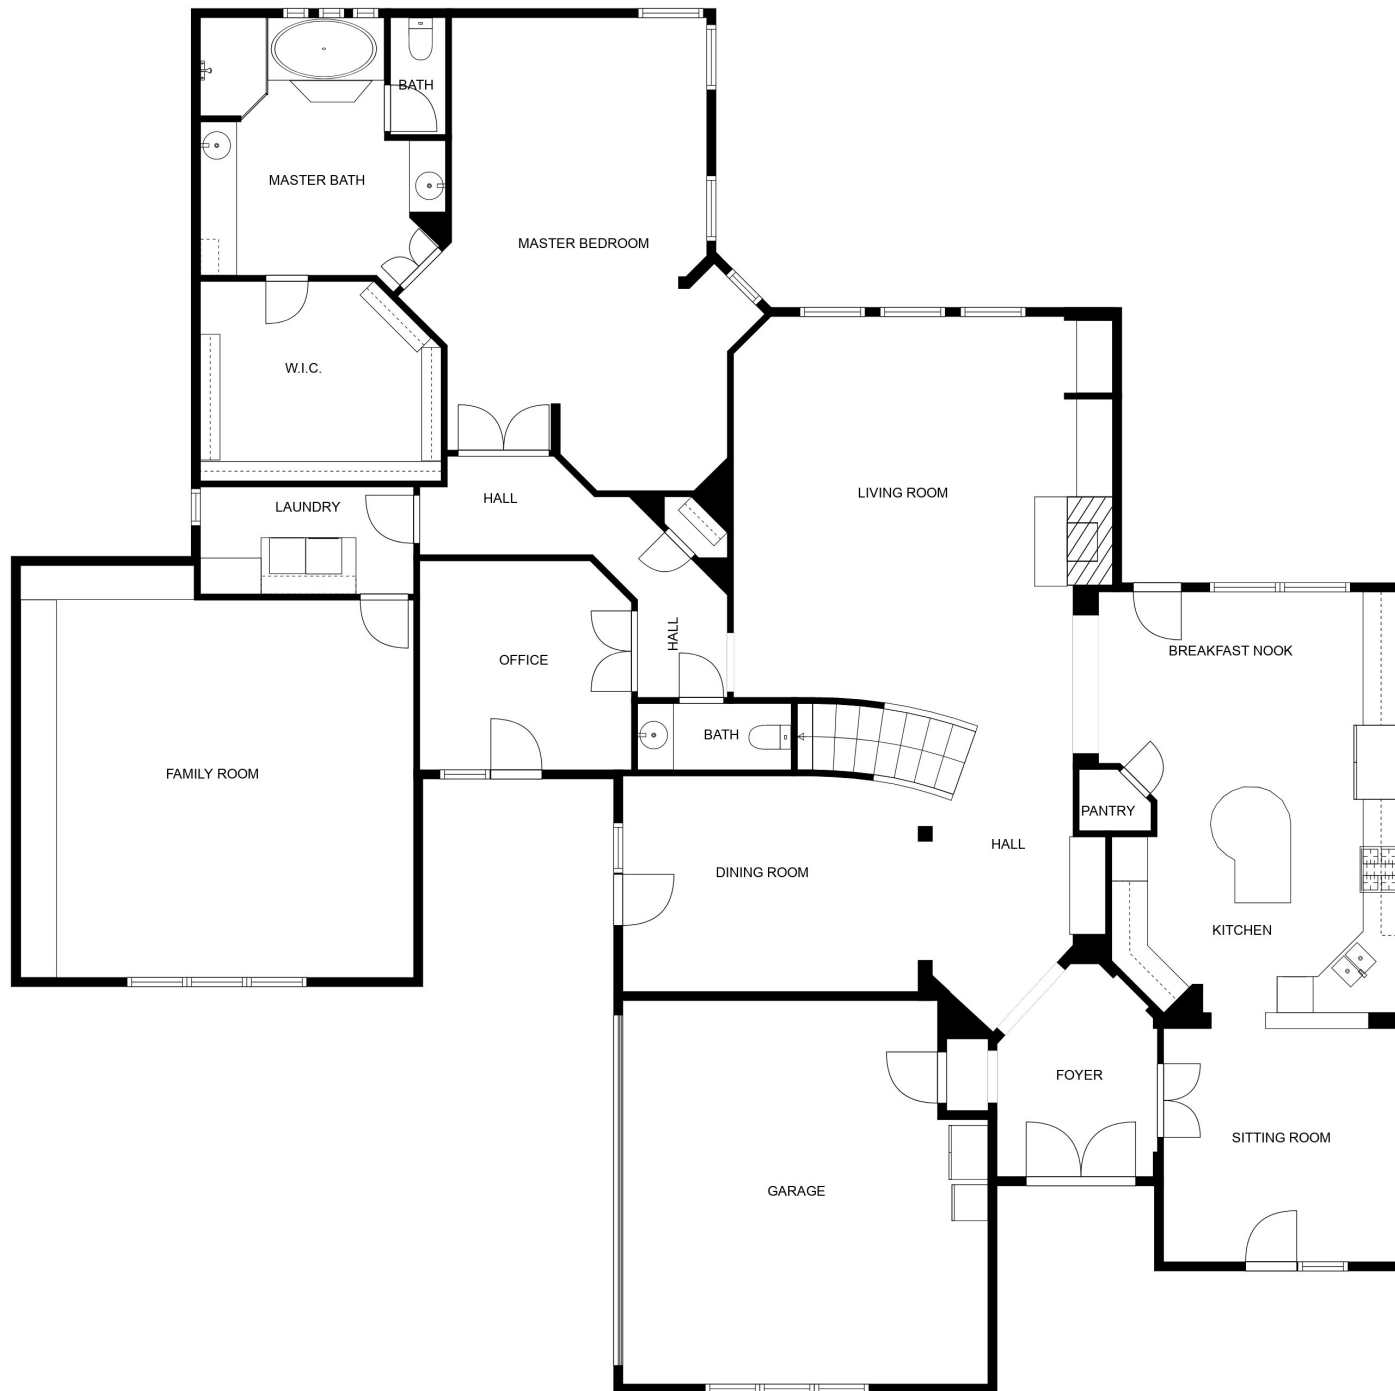 BATH
MASTER BATH
MASTER BEDROOM
W.I.C.
LIVING ROOM
HALL
LAUNDRY
HALL
BREAKFAST NOOK
OFFICE
BATH
FAMILY ROOM
PANTRY
HALL
DINING ROOM
KITCHEN
FOYER
SITTING ROOM
GARAGE